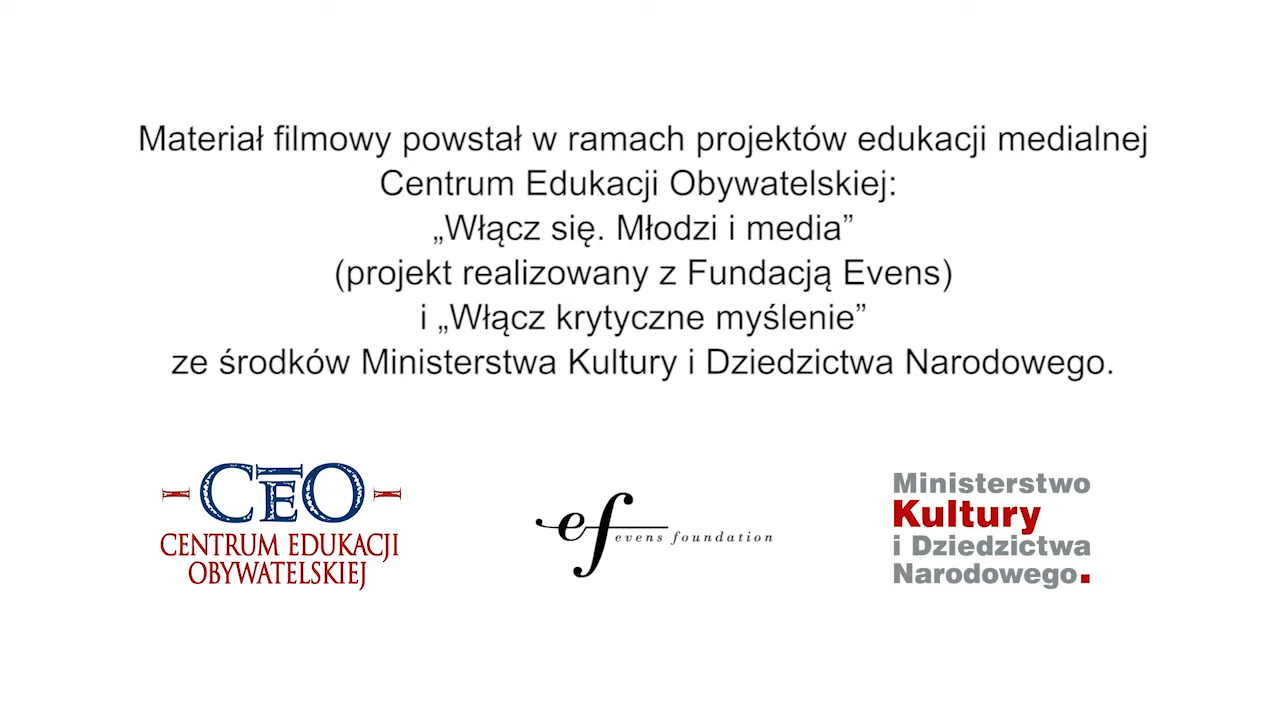 Materiał filmowy powstał w ramach projektów edukacji medialnej
Centrum Edukacji Obywatelskiej:
„Włącz się. Młodzi i media”
(projekt realizowany z Fundacją Evens)
i „Włącz krytyczne myślenie”
ze środków Ministerstwa Kultury i Dziedzictwa Narodowego.
CEO
CENTRUM EDUKACJI
OBYWATELSKIEJ
ef
evens foundation
Ministerstwo
Kultury
i Dziedzictwa
Narodowego.